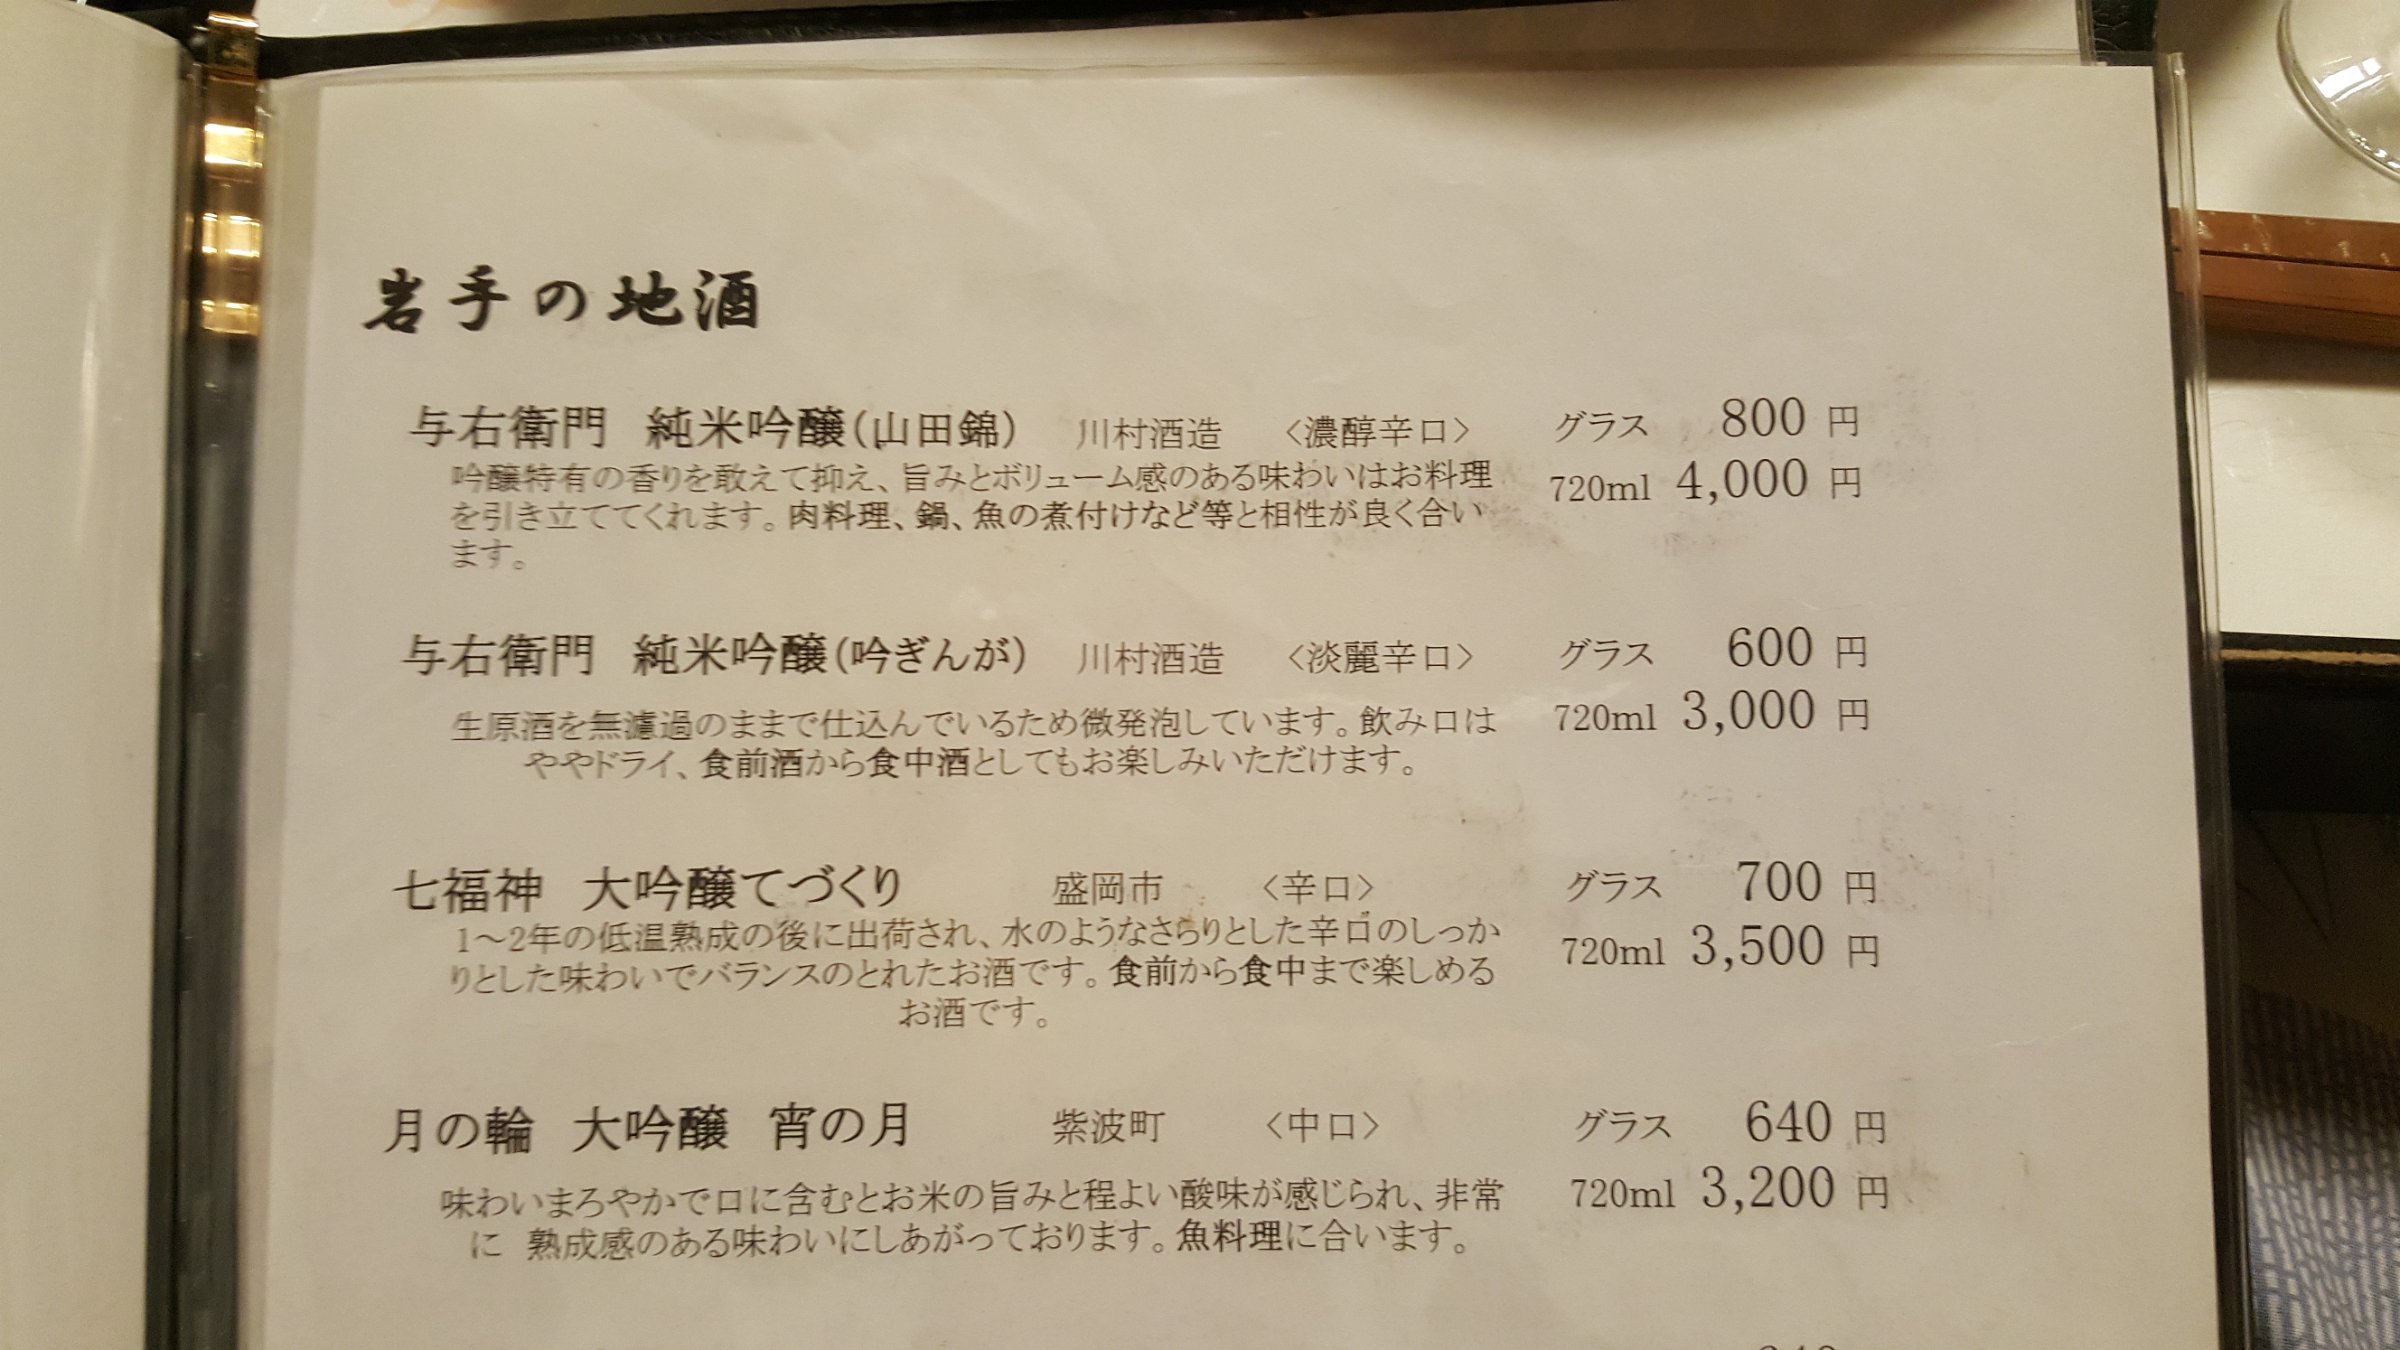 岩手の地酒
与右衛門 純米吟醸(山田錦) 川村酒造 〈濃醇辛口〉 グラス 800 円
吟醸特有の香りを敢えて抑え、旨みとボリューム感のある味わいはお料理 720ml 4,000 円
を引き立ててくれます。肉料理、鍋、魚の煮付けなど等と相性が良く合い
ます。
与右衛門 純米吟醸(吟ぎんが) 川村酒造 〈淡麗辛口〉 グラス 600 円
生原酒を無濾過のままで仕込んでいるため微発泡しています。飲み口は 720ml 3,000 円
ややドライ、食前酒から食中酒としてもお楽しみいただけます。
七福神 大吟醸てづくり 盛岡市 〈辛口〉 グラス 700 円
1〜2年の低温熟成の後に出荷され、水のようなさらりとした辛口のしっか 720ml 3,500 円
りとした味わいでバランスのとれたお酒です。食前から食中まで楽しめる
お酒です。
月の輪 大吟醸 宵の月 紫波町 〈中口〉 グラス 640 円
味わいまろやかで口に含むとお米の旨みと程よい酸味が感じられ、非常 720ml 3,200 円
に 熟成感のある味わいにしあがっております。魚料理に合います。